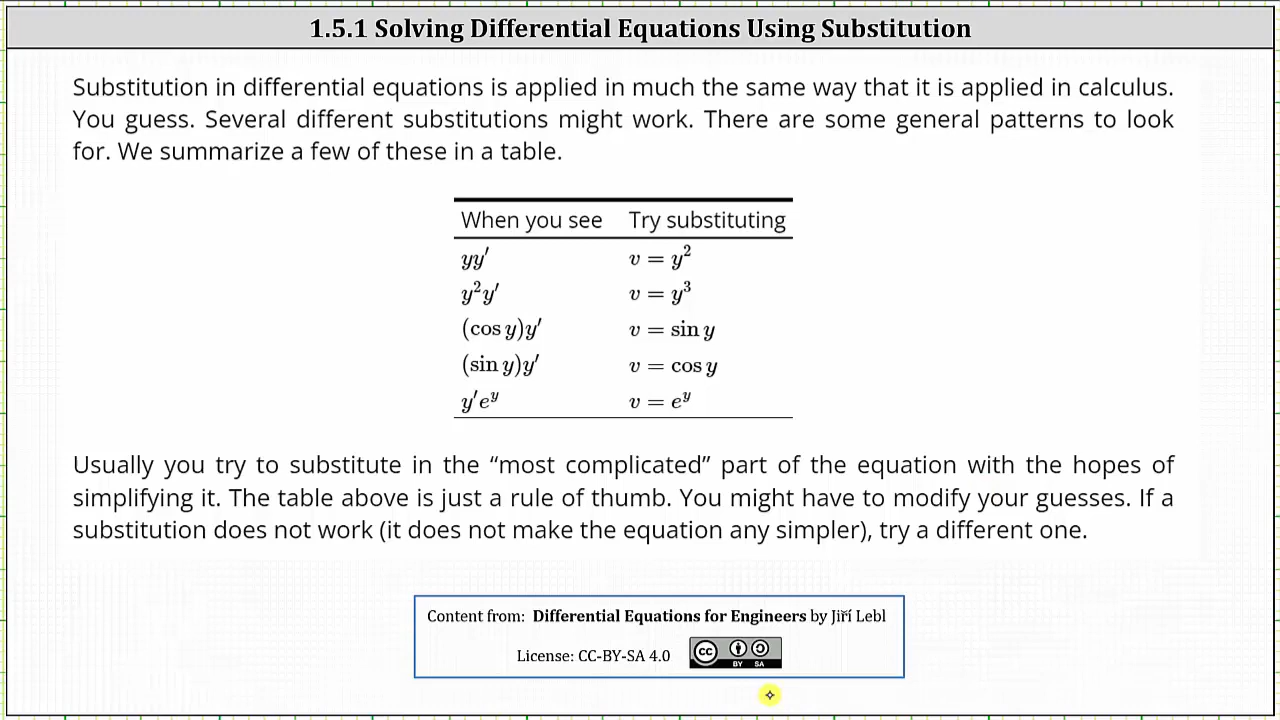 1.5.1 Solving Differential Equations Using Substitution
Substitution in differential equations is applied in much the same way that it is applied in calculus.
You guess. Several different substitutions might work. There are some general patterns to look
for. We summarize a few of these in a table.
When you see Try substituting
yy′ v = y²
y²y′ v = y³
(cos y)y′ v = sin y
(sin y)y′ v = cos y
y′eʸ v = eʸ
Usually you try to substitute in the “most complicated” part of the equation with the hopes of
simplifying it. The table above is just a rule of thumb. You might have to modify your guesses. If a
substitution does not work (it does not make the equation any simpler), try a different one.
Content from: Differential Equations for Engineers by Jiří Lebl
License: CC-BY-SA 4.0
cc BY SA